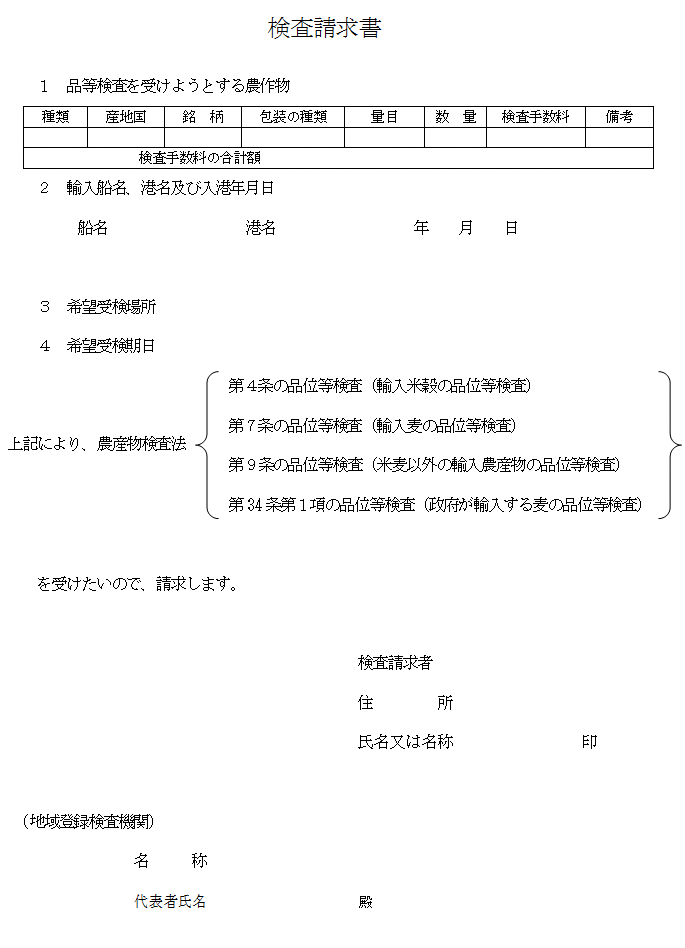 検査請求書
１　品等検査を受けようとする農作物
種類　産地国　銘　柄　包装の種類　量目　数　量　検査手数料　備考
検査手数料の合計額
２　輸入船名、港名及び入港年月日
船名　港名　年　月　日
３　希望受検場所
４　希望受検期日
第４条の品位等検査（輸入米穀の品位等検査）
第７条の品位等検査（輸入麦の品位等検査）
上記により、農産物検査法
第９条の品位等検査（米麦以外の輸入農産物の品位等検査）
第34条第１項の品位等検査（政府が輸入する麦の品位等検査）
を受けたいので、請求します。
検査請求者
住　所
氏名又は名称　印
（地域登録検査機関）
名　称
代表者氏名　殿